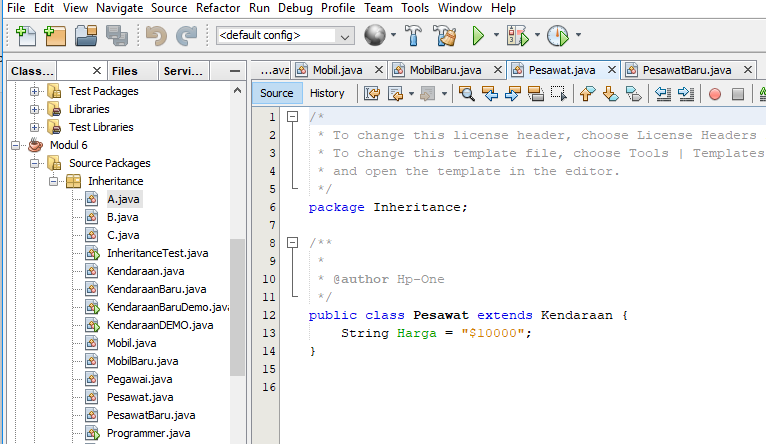 File Edit View Navigate Source Refactor Run Debug Profile Team Tools Window Help
<default config>
Class... Files Servi...
...ava Mobil.java MobilBaru.java Pesawat.java PesawatBaru.java
Source History
Test Packages
Libraries
Test Libraries
Modul 6
Source Packages
Inheritance
A.java
B.java
C.java
InheritanceTest.java
Kendaraan.java
KendaraanBaru.java
KendaraanBaruDemo.java
KendaraanDEMO.java
Mobil.java
MobilBaru.java
Pegawai.java
Pesawat.java
PesawatBaru.java
Programmer.java
1 /*
2 * To change this license header, choose License Headers
3 * To change this template file, choose Tools | Templates
4 * and open the template in the editor.
5 */
6 package Inheritance;
7
8 /**
9 *
10 * @author Hp-One
11 */
12 public class Pesawat extends Kendaraan {
13 String Harga = "$10000";
14 }
15
16